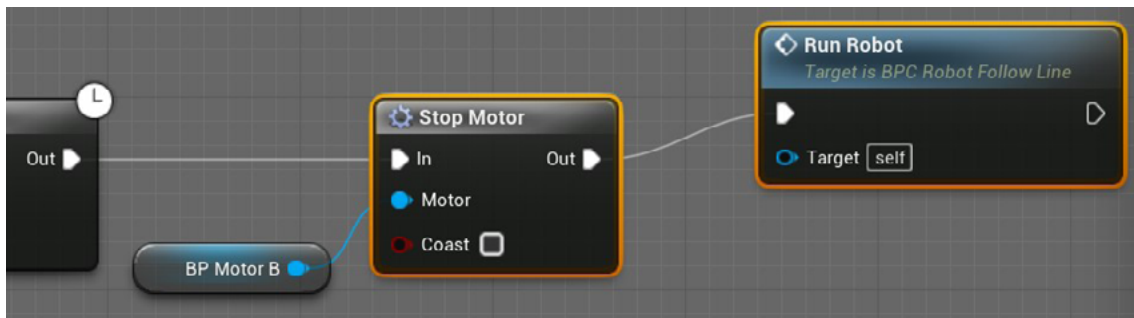 Out
BP Motor B
Stop Motor
In Out
Motor
Coast
Run Robot
Target is BPC Robot Follow Line
Target self